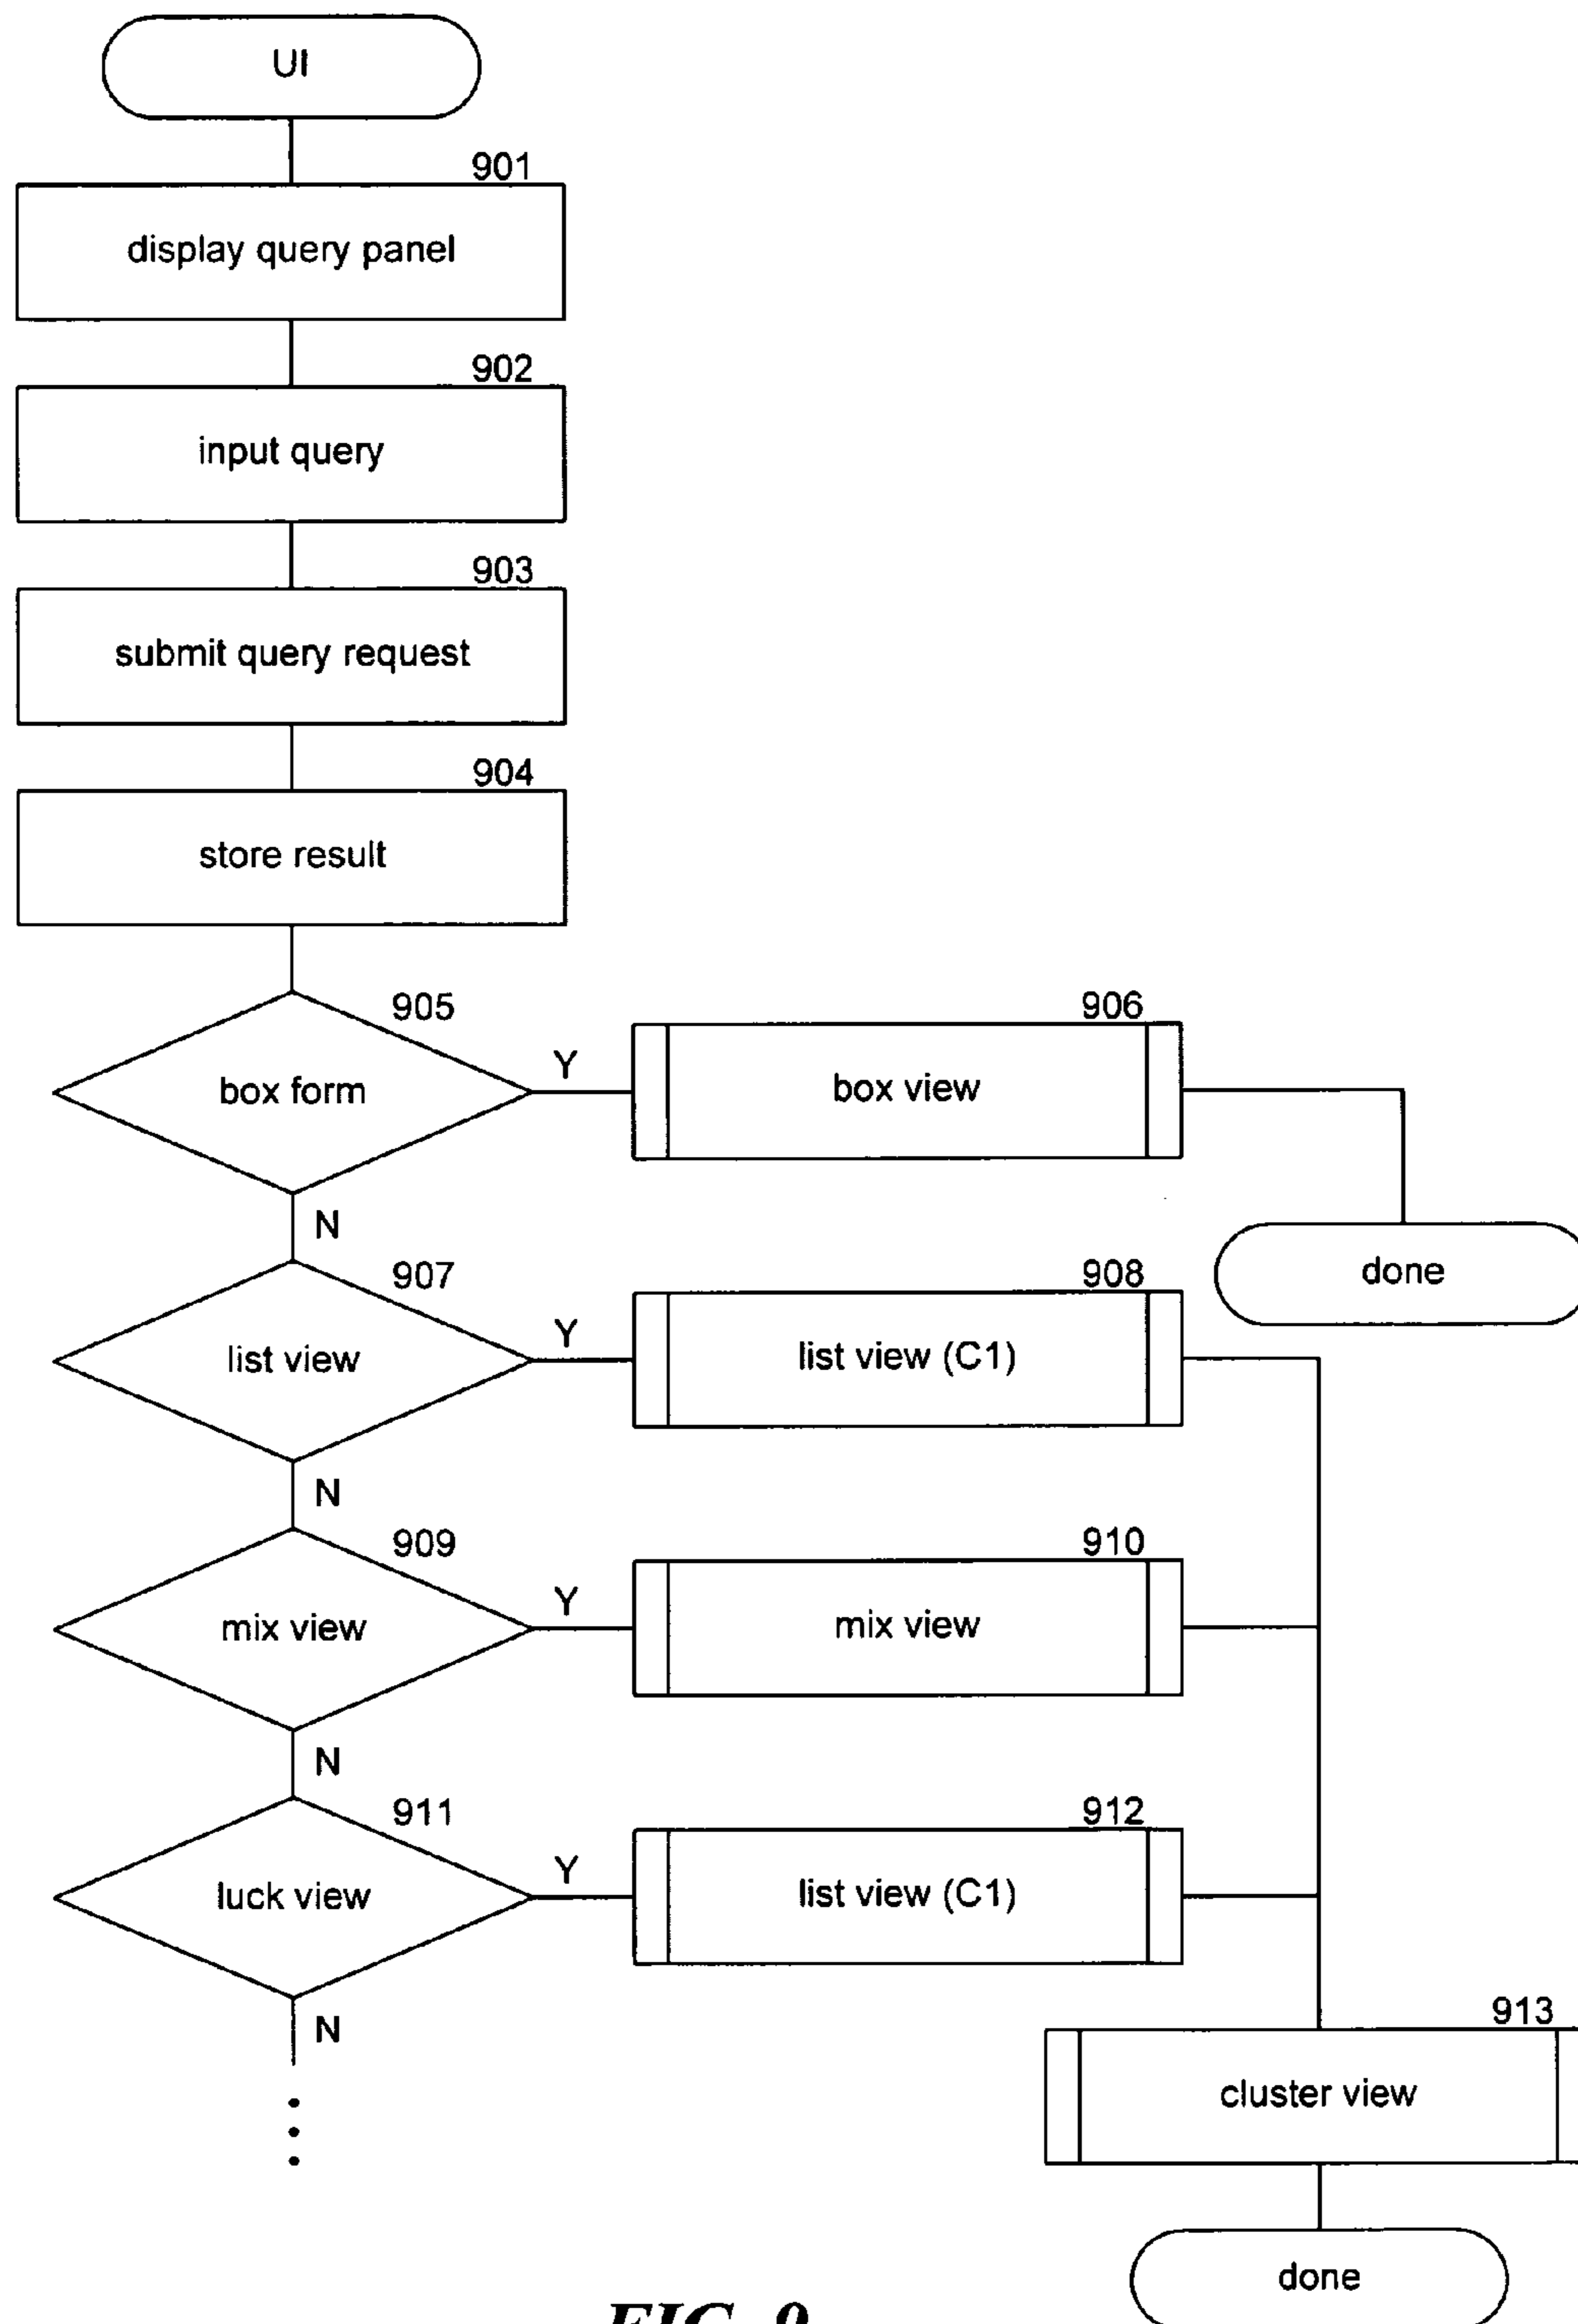 UI
901
display query panel
902
input query
903
submit query request
904
store result
905
box form
Y
906
box view
done
N
907
list view
Y
908
list view (C1)
N
909
mix view
Y
910
mix view
N
911
luck view
Y
912
list view (C1)
N
913
cluster view
done
FIG. 9